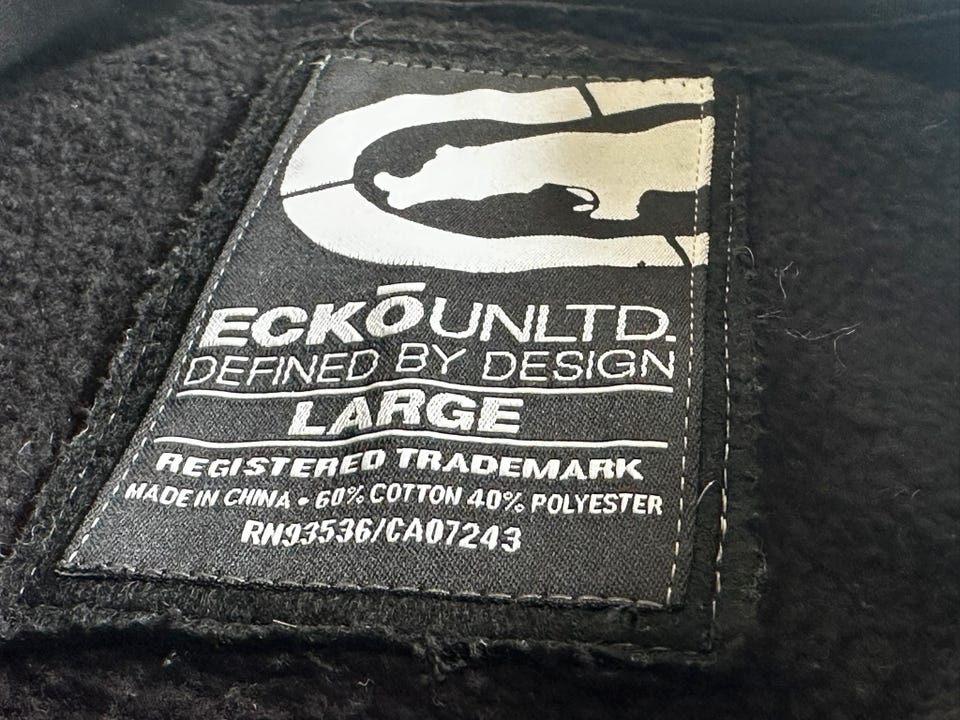 ECKŌUNLTD.
DEFINED BY DESIGN
LARGE
REGISTERED TRADEMARK
MADE IN CHINA • 60% COTTON 40% POLYESTER
RN93536/CA07243